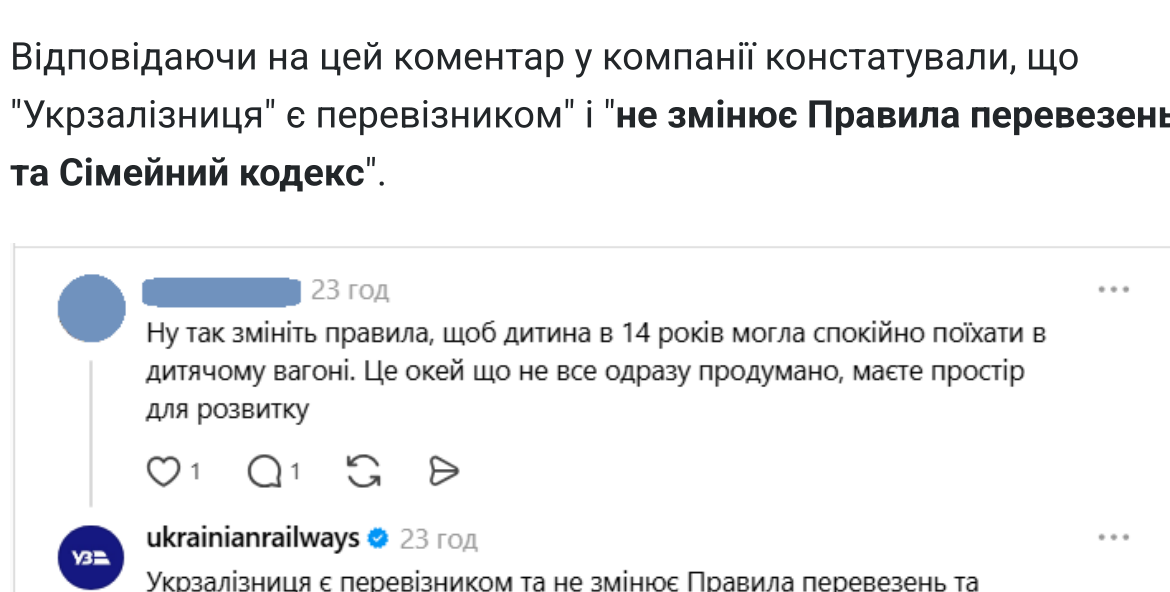 Відповідаючи на цей коментар у компанії констатували, що
"Укрзалізниця" є перевізником" і "не змінює Правила перевезень
та Сімейний кодекс".
23 год
Ну так змініть правила, щоб дитина в 14 років могла спокійно поїхати в
дитячому вагоні. Це окей що не все одразу продумано, маєте простір
для розвитку
1 1
ukrainianrailways 23 год
УЗ
Укрзалізниця є перевізником та не змінює Правила перевезень та